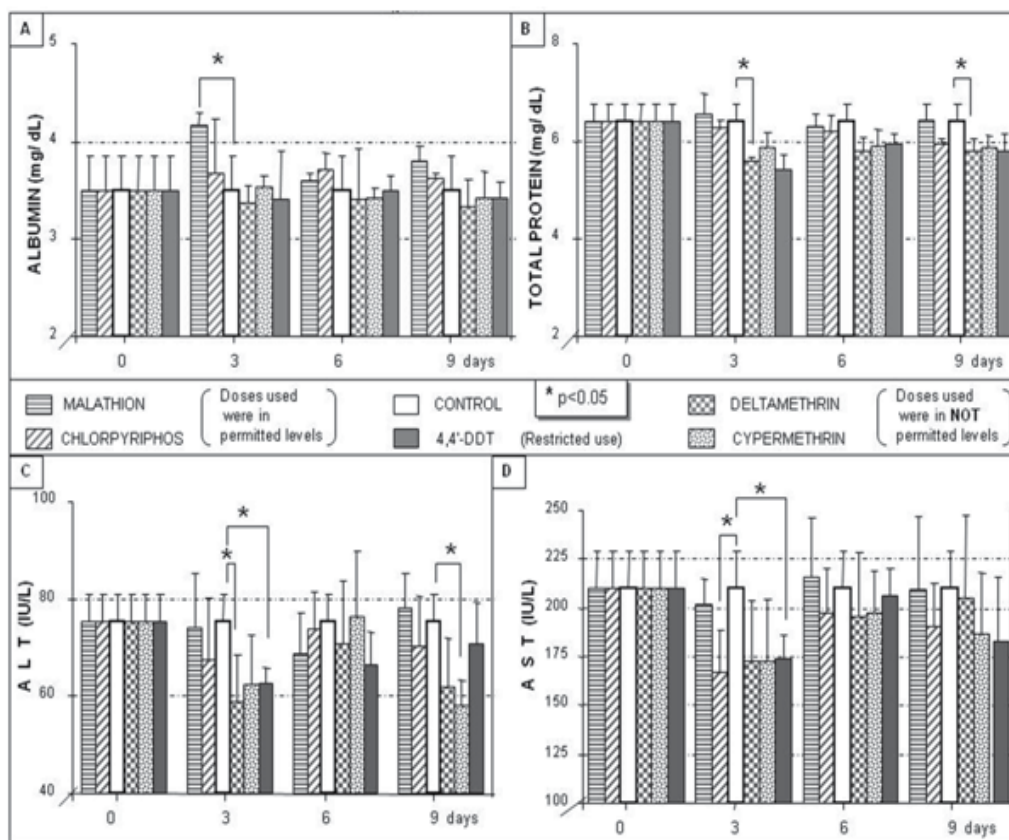 A
B
*
*
*
ALBUMIN (mg/ dL)
5
4
3
2
0
3
6
9 days
TOTAL PROTEIN (mg/ dL)
8
6
4
2
0
3
6
9 days
MALATHION
CHLORPYRIPHOS
Doses used
were in
permitted levels
CONTROL
4,4'-DDT (Restricted use)
* p<0.05
DELTAMETHRIN
CYPERMETHRIN
Doses used
were in NOT
permitted levels
C
D
*
*
*
*
*
A L T (IU/L)
100
80
60
40
0
3
6
9 days
A S T (IU/L)
250
225
200
175
150
125
100
0
3
6
9 days